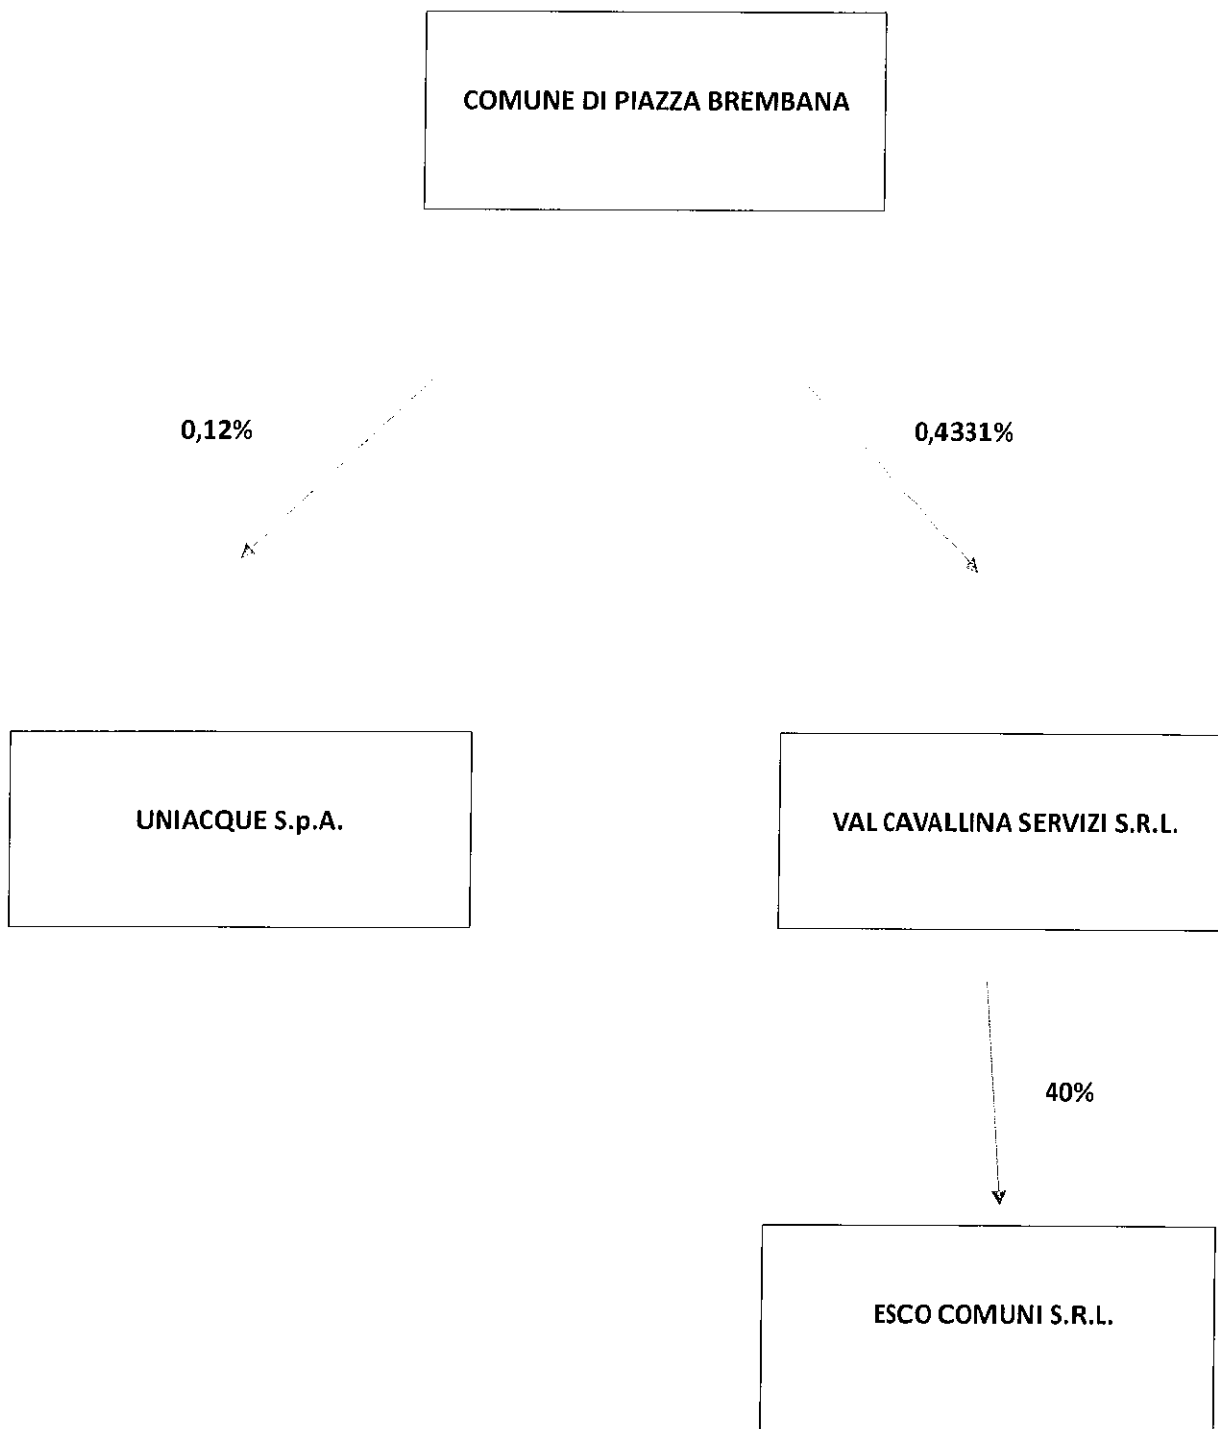 COMUNE DI PIAZZA BREMBANA
0,12%
0,4331%
UNIACQUE S.p.A.
VAL CAVALLINA SERVIZI S.R.L.
40%
ESCO COMUNI S.R.L.